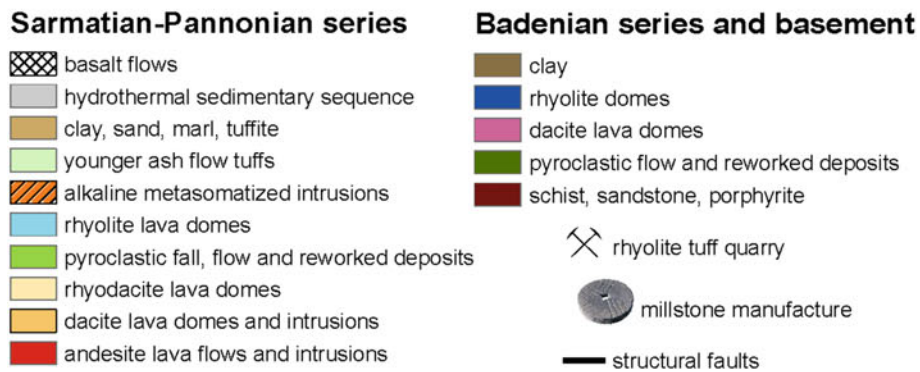 Sarmatian-Pannonian series
basalt flows
hydrothermal sedimentary sequence
clay, sand, marl, tuffite
younger ash flow tuffs
alkaline metasomatized intrusions
rhyolite lava domes
pyroclastic fall, flow and reworked deposits
rhyodacite lava domes
dacite lava domes and intrusions
andesite lava flows and intrusions
Badenian series and basement
clay
rhyolite domes
dacite lava domes
pyroclastic flow and reworked deposits
schist, sandstone, porphyrite
rhyolite tuff quarry
millstone manufacture
structural faults